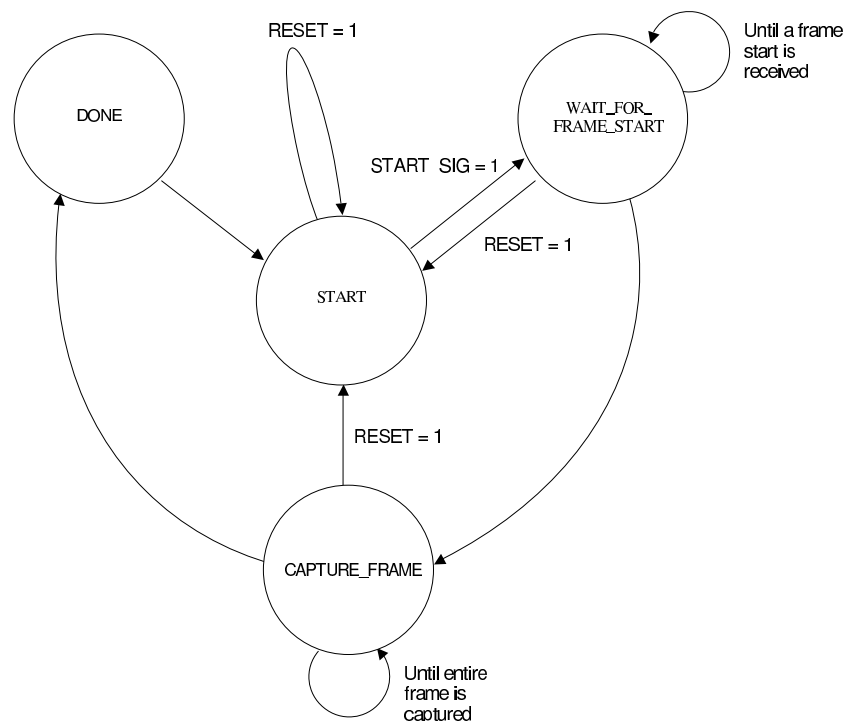 RESET = 1
Until a frame
start is
received
DONE
WAIT_FOR_
FRAME_START
START SIG = 1
RESET = 1
START
RESET = 1
CAPTURE_FRAME
Until entire
frame is
captured